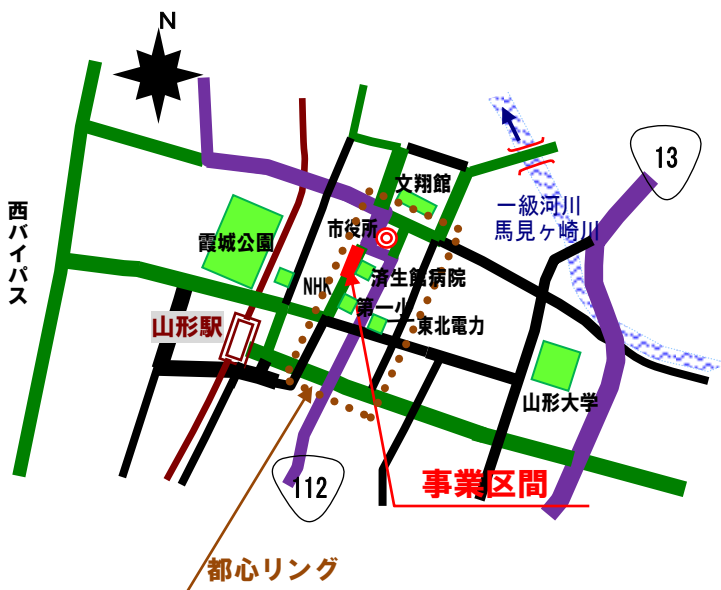 N
13
文翔館
一級河川
馬見ヶ崎川
西バイパス
市役所
霞城公園
済生館病院
NHK
第一小
東北電力
山形駅
山形大学
112
事業区間
都心リング